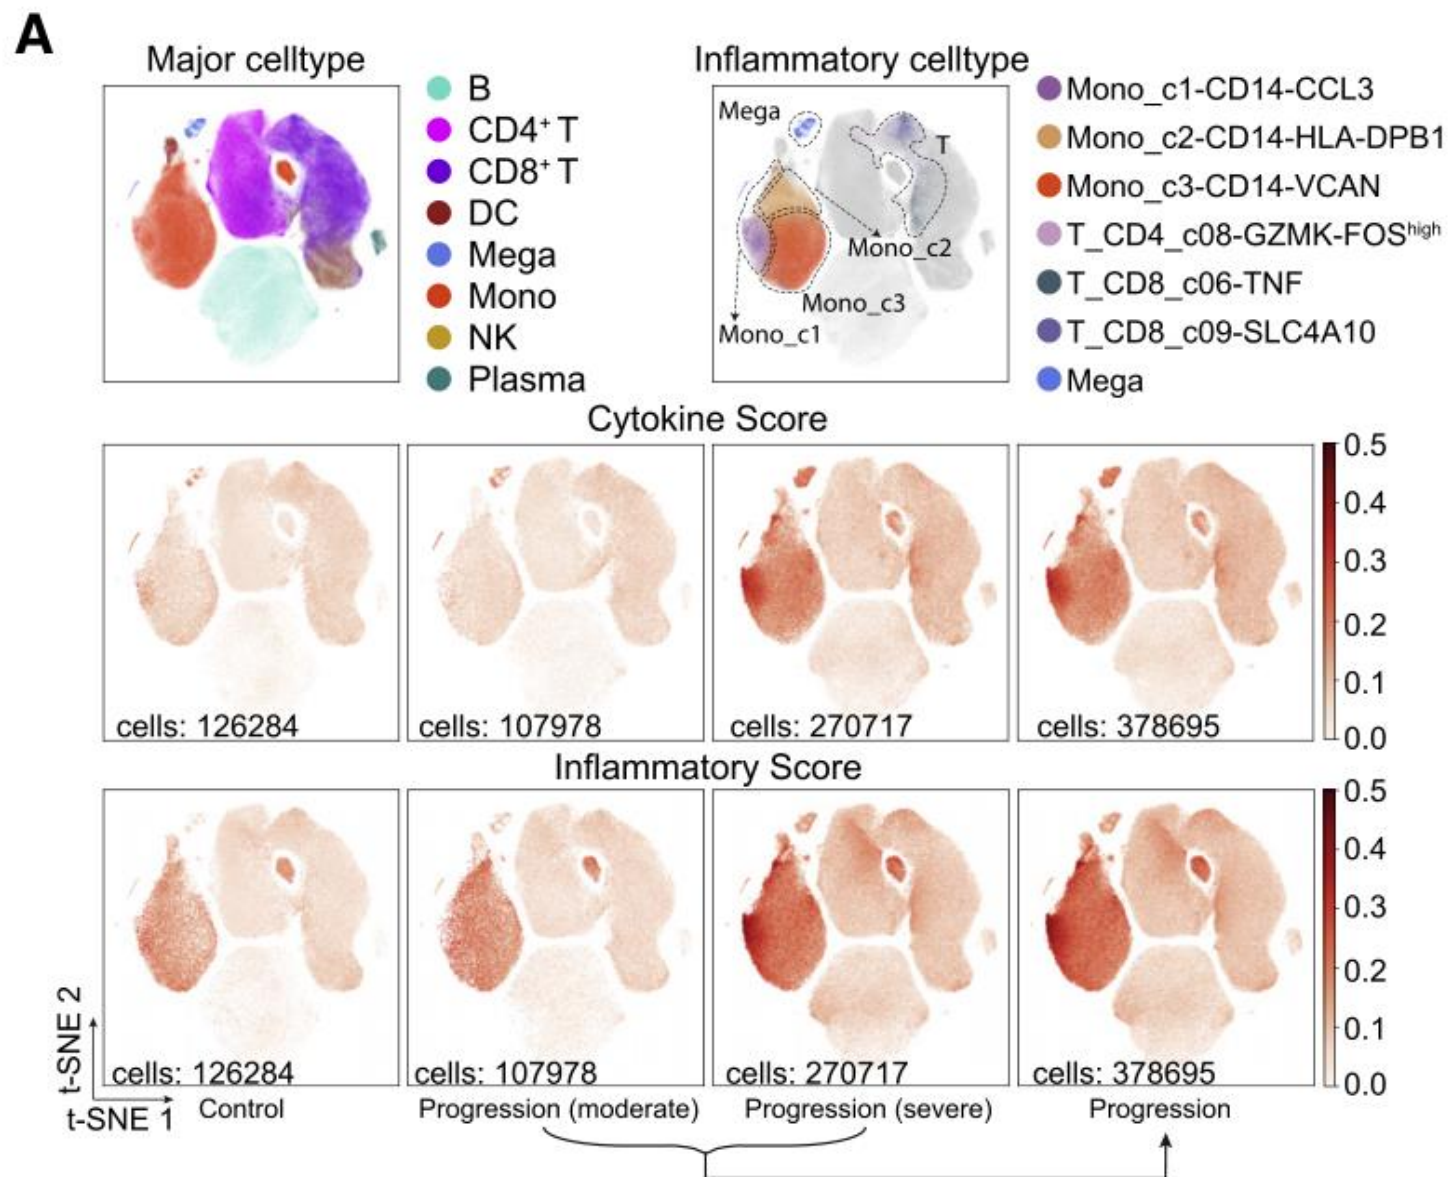 A
Major celltype
B
CD4⁺ T
CD8⁺ T
DC
Mega
Mono
NK
Plasma
Inflammatory celltype
Mega
T
Mono_c2
Mono_c3
Mono_c1
Mono_c1-CD14-CCL3
Mono_c2-CD14-HLA-DPB1
Mono_c3-CD14-VCAN
T_CD4_c08-GZMK-FOSʰⁱᵍʰ
T_CD8_c06-TNF
T_CD8_c09-SLC4A10
Mega
Cytokine Score
cells: 126284
cells: 107978
cells: 270717
cells: 378695
0.5
0.4
0.3
0.2
0.1
0.0
Inflammatory Score
cells: 126284
cells: 107978
cells: 270717
cells: 378695
0.5
0.4
0.3
0.2
0.1
0.0
t-SNE 2
t-SNE 1
Control
Progression (moderate)
Progression (severe)
Progression